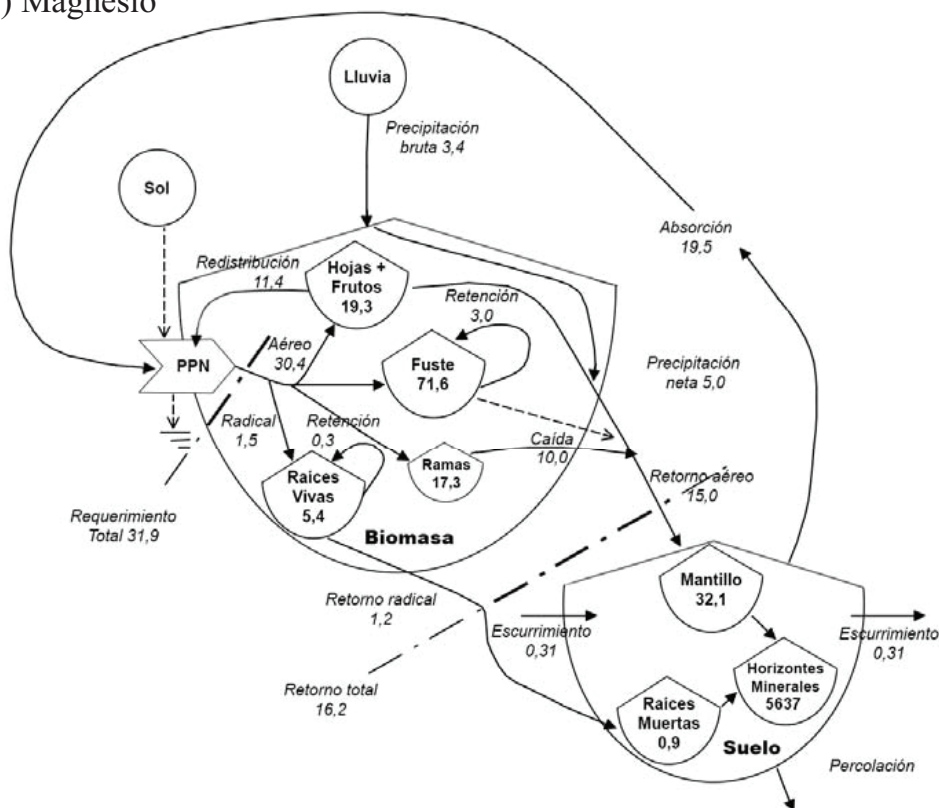 ) Magnesio
Lluvia
Precipitación
bruta 3,4
Sol
Absorción
19,5
Redistribución
11,4
Hojas +
Frutos
19,3
Retención
3,0
Aéreo
30,4
PPN
Fuste
71,6
Precipitación
neta 5,0
Radical
1,5
Retención
0,3
Caída
10,0
Ramas
17,3
Raices
Vivas
5,4
Retorno aéreo
15,0
Requerimiento
Total 31,9
Biomasa
Mantillo
32,1
Retorno radical
1,2
Escurrimiento
0,31
Escurrimiento
0,31
Horizontes
Minerales
5637
Retorno total
16,2
Raices
Muertas
0,9
Suelo
Percolación